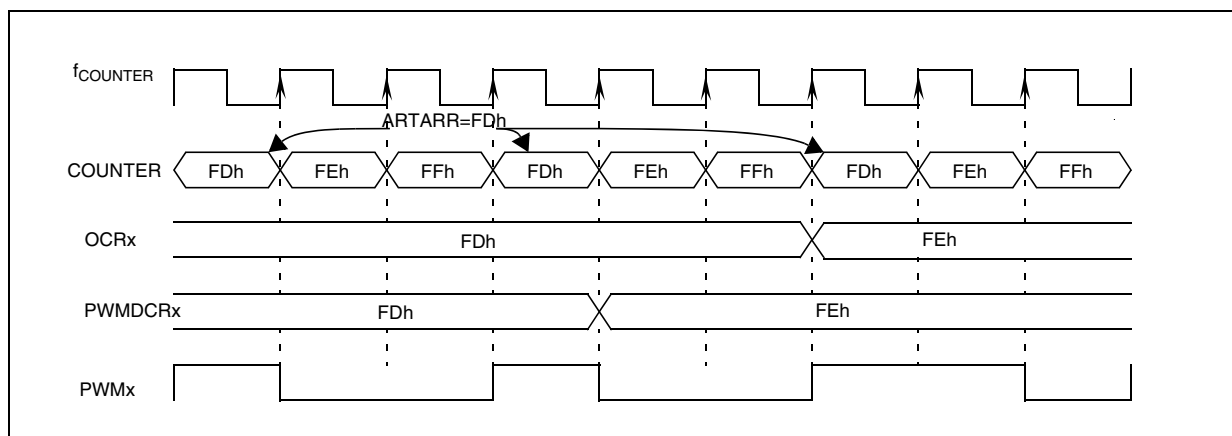 fCOUNTER
ARTARR=FDh
COUNTER FDh FEh FFh FDh FEh FFh FDh FEh FFh
OCRx FDh FEh
PWMDCRx FDh FEh
PWMx